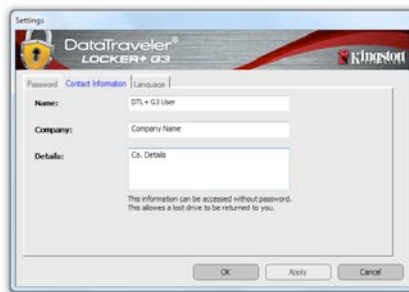 Settings
DataTraveler®
LOCKER+ G3
Kingston
Password Contact Information Language
Name: DTL+ G3 User
Company: Company Name
Details: Co. Details
This information can be accessed without password.
This allowes a lost drive to be returned to you.
OK Apply Cancel